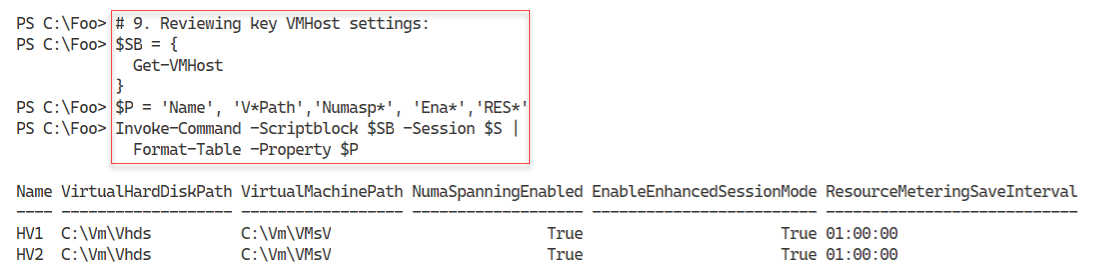 PS C:\Foo> # 9. Reviewing key VMHost settings:
PS C:\Foo> $SB = {
  Get-VMHost
}
PS C:\Foo> $P = 'Name', 'V*Path','Numasp*', 'Ena*','RES*'
PS C:\Foo> Invoke-Command -Scriptblock $SB -Session $S |
  Format-Table -Property $P
Name VirtualHardDiskPath VirtualMachinePath NumaSpanningEnabled EnableEnhancedSessionMode ResourceMeteringSaveInterval
---- ------------------- ------------------ ------------------- ------------------------- ----------------------------
HV1  C:\Vm\Vhds          C:\Vm\VMsV                        True                      True 01:00:00
HV2  C:\Vm\Vhds          C:\Vm\VMsV                        True                      True 01:00:00